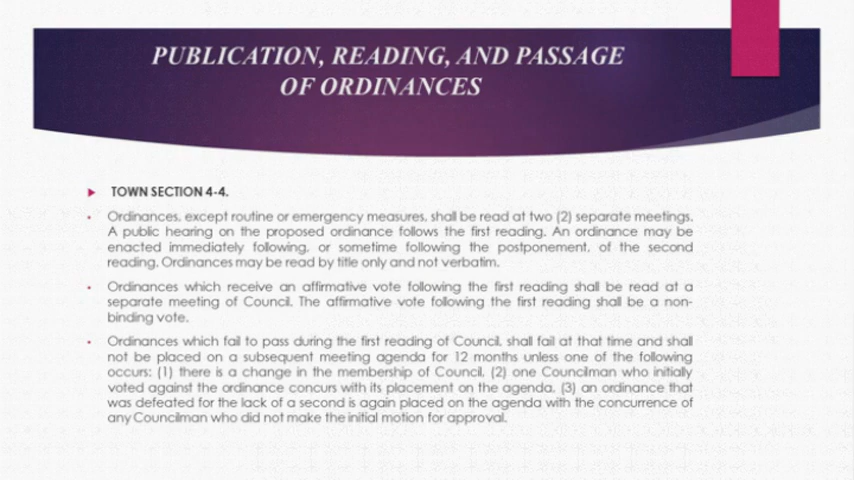 PUBLICATION, READING, AND PASSAGE
OF ORDINANCES
TOWN SECTION 4-4.
Ordinances, except routine or emergency measures, shall be read at two (2) separate meetings.
A public hearing on the proposed ordinance follows the first reading. An ordinance may be
enacted immediately following, or sometime following the postponement, of the second
reading. Ordinances may be read by title only and not verbatim.
Ordinances which receive an affirmative vote following the first reading shall be read at a
separate meeting of Council. The affirmative vote following the first reading shall be a non-
binding vote.
Ordinances which fail to pass during the first reading of Council, shall fail at that time and shall
not be placed on a subsequent meeting agenda for 12 months unless one of the following
occurs: (1) there is a change in the membership of Council, (2) one Councilman who initially
voted against the ordinance concurs with its placement on the agenda, (3) an ordinance that
was defeated for the lack of a second is again placed on the agenda with the concurrence of
any Councilman who did not make the initial motion for approval.